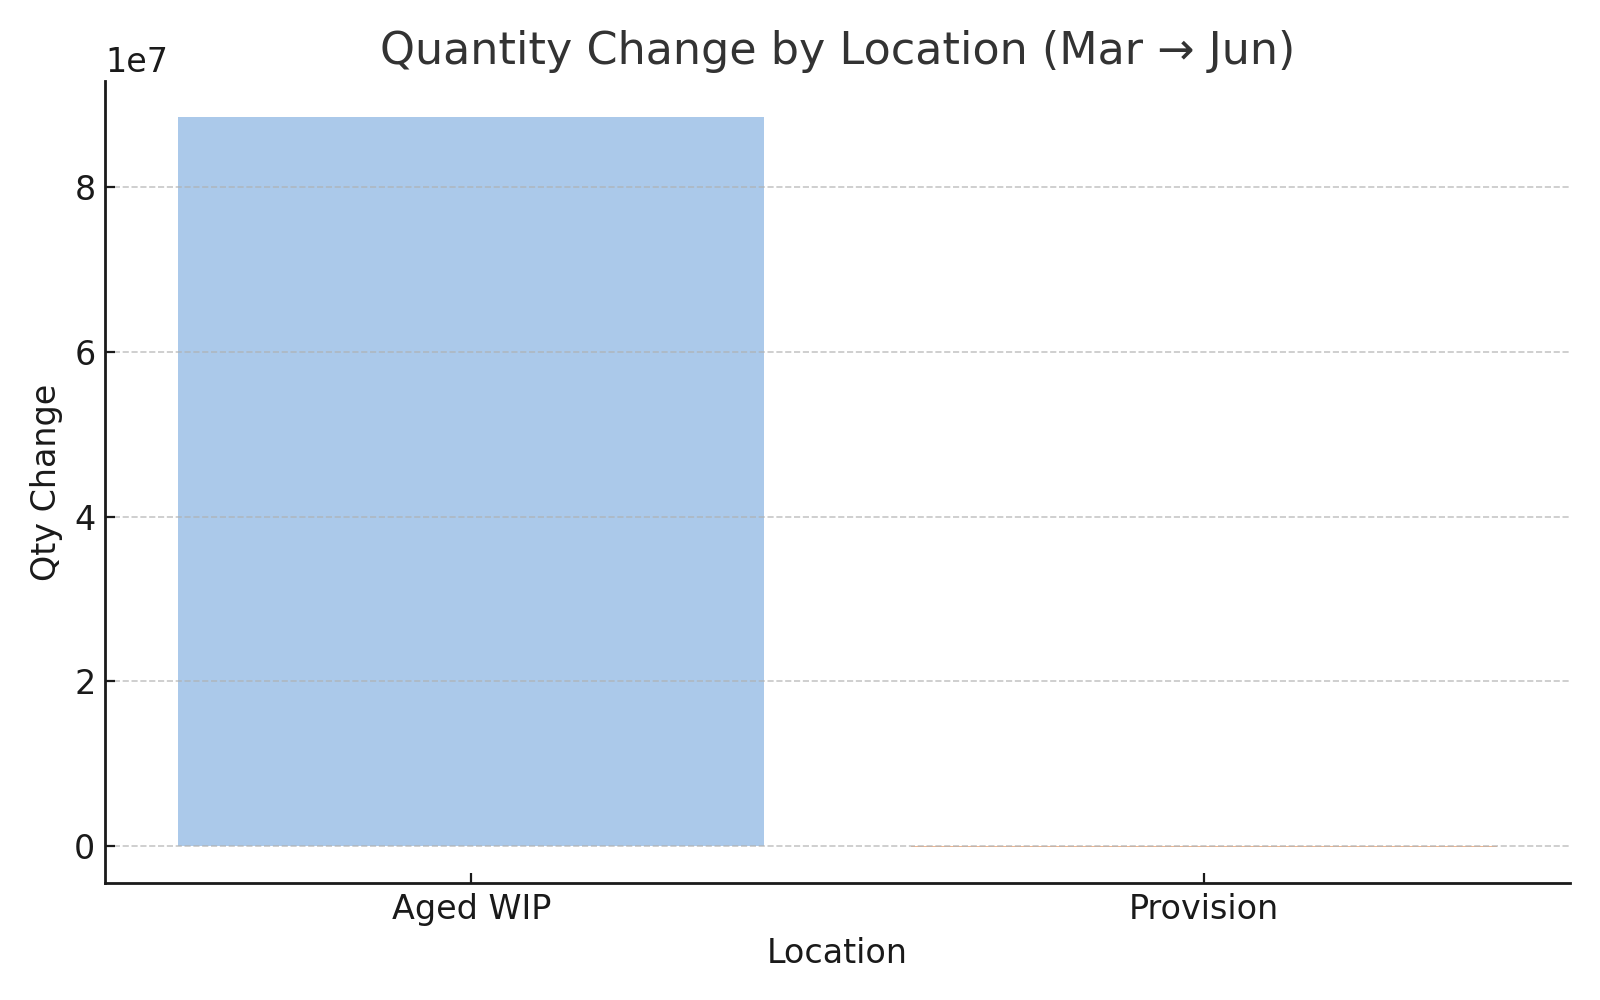 Quantity Change by Location (Mar → Jun)
1e7
8
6
4
2
0
Qty Change
Aged WIP
Provision
Location